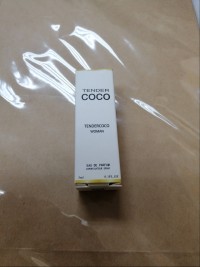 TENDER
COCO
TENDERCOCO
WOMAN
EAU DE PARFUM